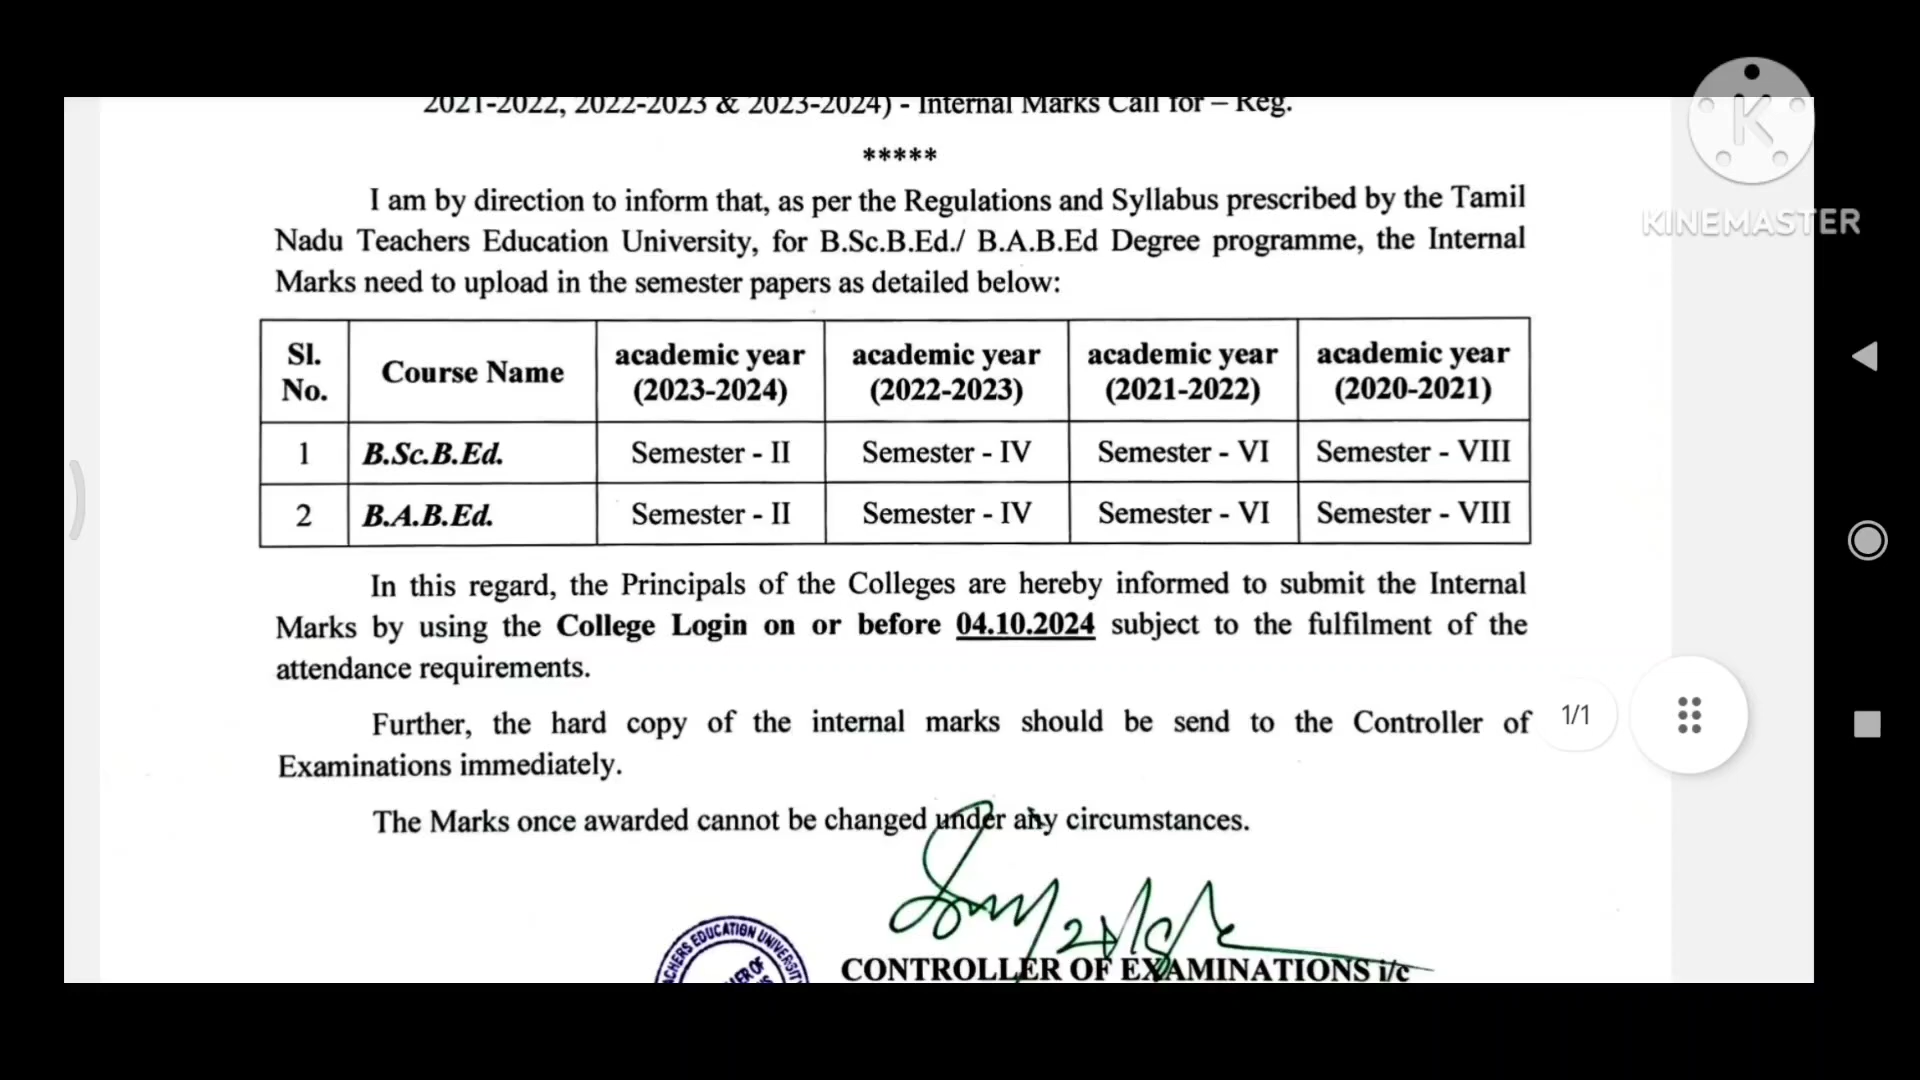 2021-2022, 2022-2023 & 2023-2024) - Internal Marks Call for – Reg.
*****
I am by direction to inform that, as per the Regulations and Syllabus prescribed by the Tamil
Nadu Teachers Education University, for B.Sc.B.Ed./ B.A.B.Ed Degree programme, the Internal
Marks need to upload in the semester papers as detailed below:
Sl. No. Course Name academic year (2023-2024) academic year (2022-2023) academic year (2021-2022) academic year (2020-2021)
1 B.Sc.B.Ed. Semester - II Semester - IV Semester - VI Semester - VIII
2 B.A.B.Ed. Semester - II Semester - IV Semester - VI Semester - VIII
In this regard, the Principals of the Colleges are hereby informed to submit the Internal
Marks by using the College Login on or before 04.10.2024 subject to the fulfilment of the
attendance requirements.
Further, the hard copy of the internal marks should be send to the Controller of
Examinations immediately.
The Marks once awarded cannot be changed under any circumstances.
CONTROLLER OF EXAMINATIONS i/c
EDUCATION UNIVERSITY
1/1
K
KINEMASTER